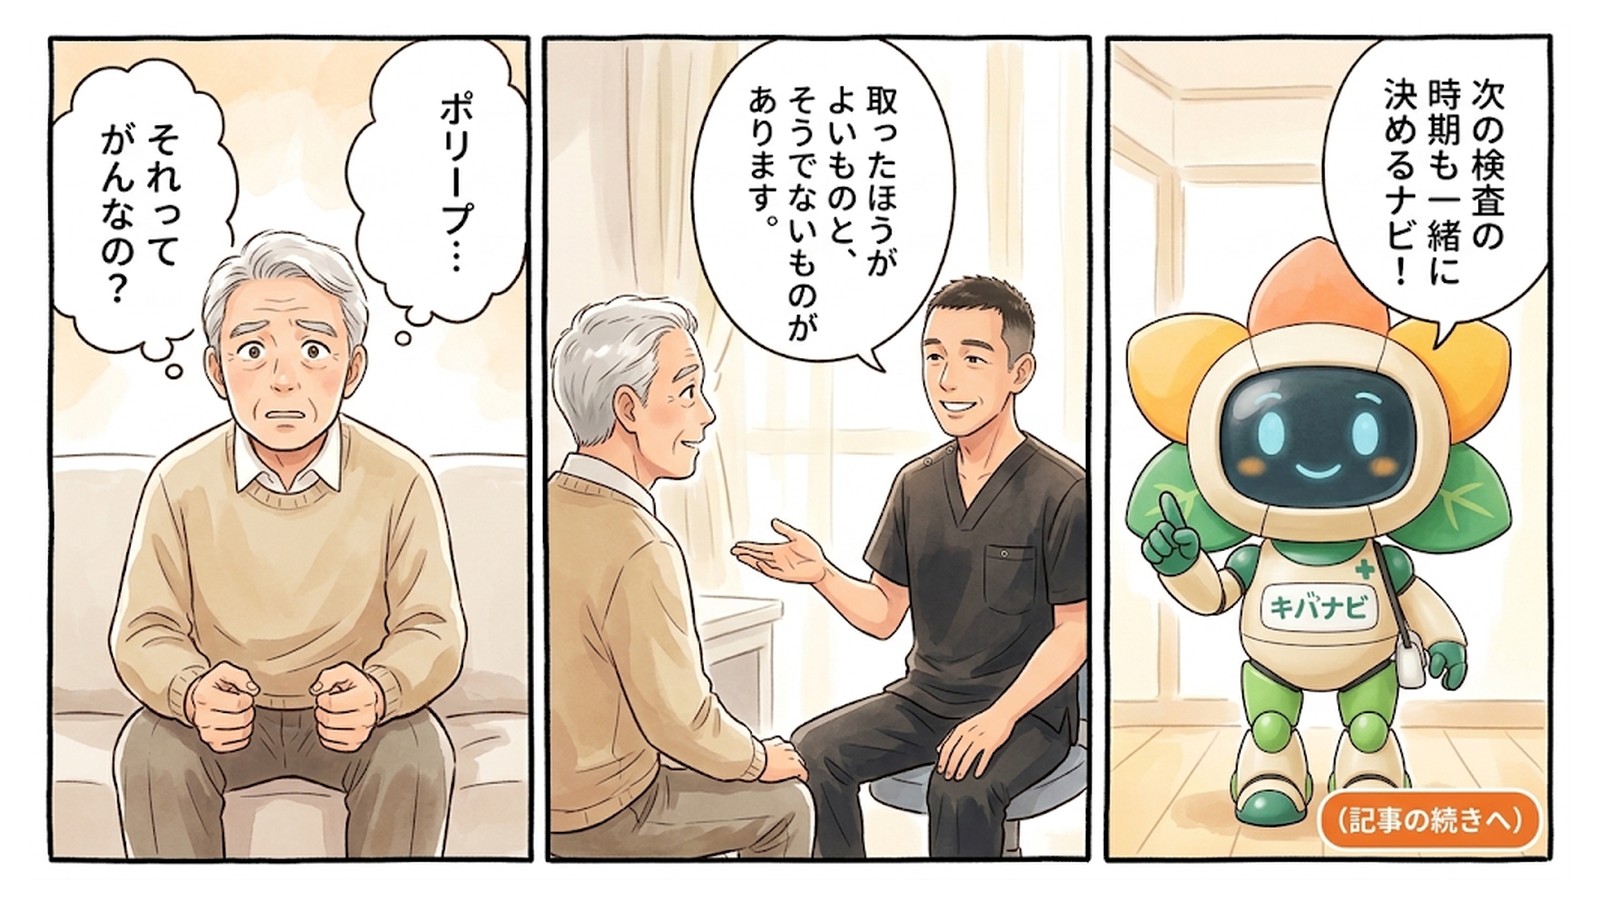 ポリープ…
それって
がんなの？
取ったほうが
よいものと、
そうでないものが
あります。
次の検査の
時期も一緒に
決めるナビ！
キバナビ
（記事の続きへ）